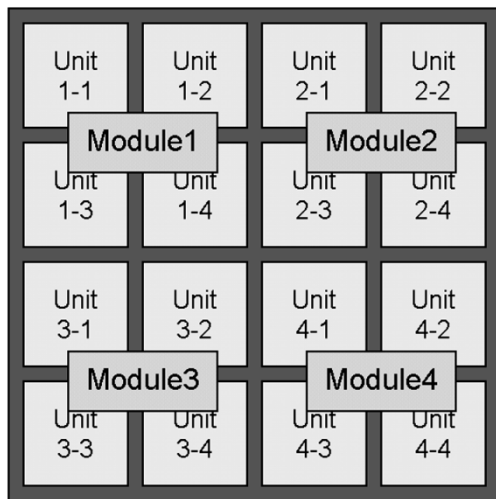 Unit Unit Unit Unit
1-1 1-2 2-1 2-2
Module1 Module2
Unit Unit Unit Unit
1-3 1-4 2-3 2-4
Unit Unit Unit Unit
3-1 3-2 4-1 4-2
Module3 Module4
Unit Unit Unit Unit
3-3 3-4 4-3 4-4